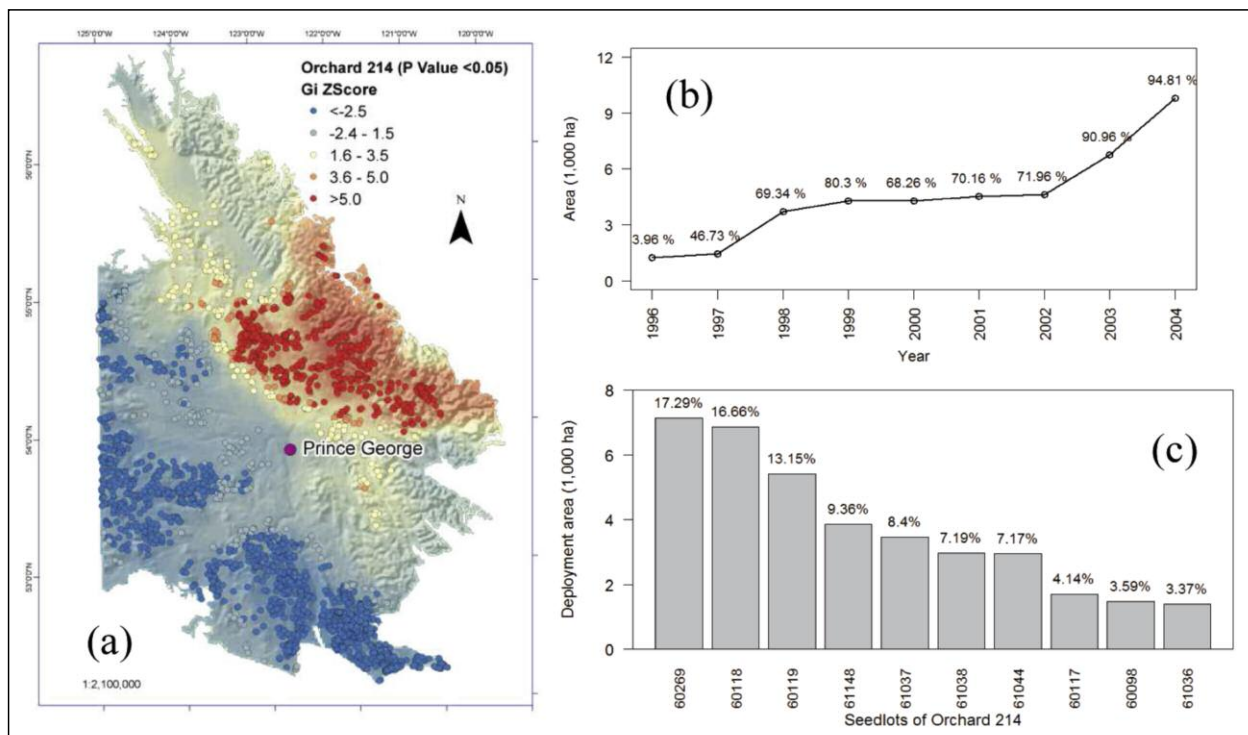 125°0'0"W 124°0'0"W 123°0'0"W 122°0'0"W 121°0'0"W 120°0'0"W
Orchard 214 (P Value <0.05)
Gi ZScore
<-2.5
-2.4 - 1.5
1.6 - 3.5
3.6 - 5.0
>5.0
N
56°0'0"N
55°0'0"N
54°0'0"N
53°0'0"N
Prince George
(a)
1:2,100,000
(b)
Area (1,000 ha)
12
9
6
3
0
3.96 %
46.73 %
69.34 %
80.3 %
68.26 %
70.16 %
71.96 %
90.96 %
94.81 %
1996 1997 1998 1999 2000 2001 2002 2003 2004
Year
(c)
Deployment area (1,000 ha)
8
6
4
2
0
17.29%
16.66%
13.15%
9.36%
8.4%
7.19%
7.17%
4.14%
3.59%
3.37%
60269 60118 60119 61148 61037 61038 61044 60117 60098 61036
Seedlots of Orchard 214